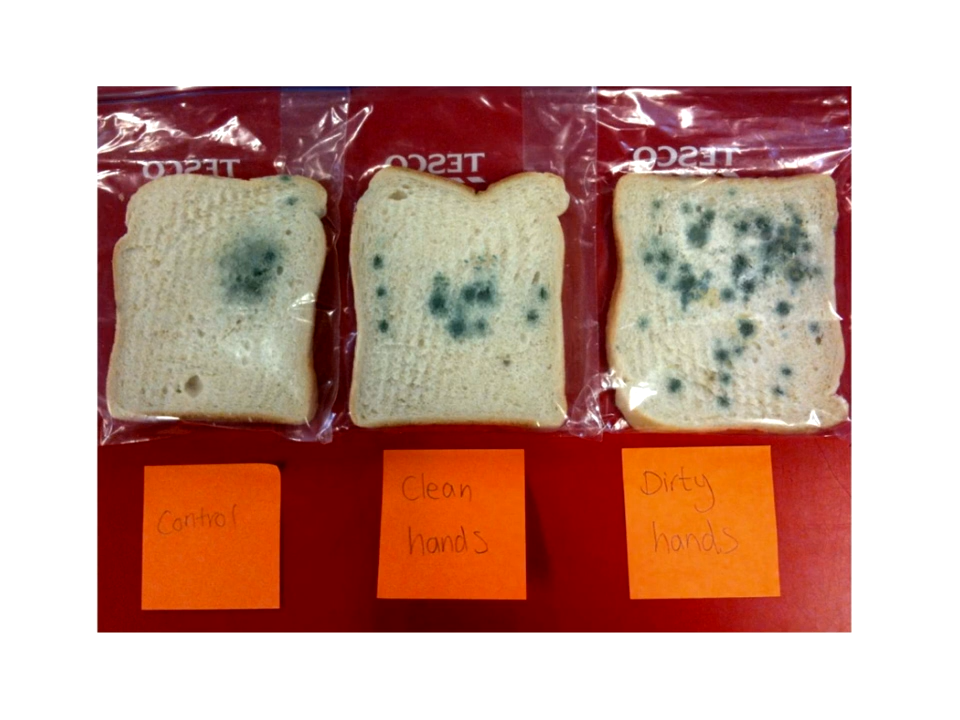 TESCO
TESCO
TESCO
Control
Clean
hands
Dirty
hands